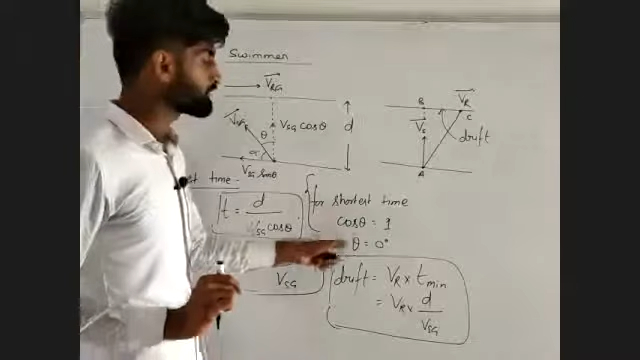 Swimmer
V_RG
V_SG
θ
V_SG cosθ
d
α
V_SG sinθ
B
V_R
C
V_s
drift
A
time
t = d / V_SG cosθ
for shortest time
cosθ = 1
θ = 0°
V_SG
drift = V_R × t_min
= V_R × d / V_SG